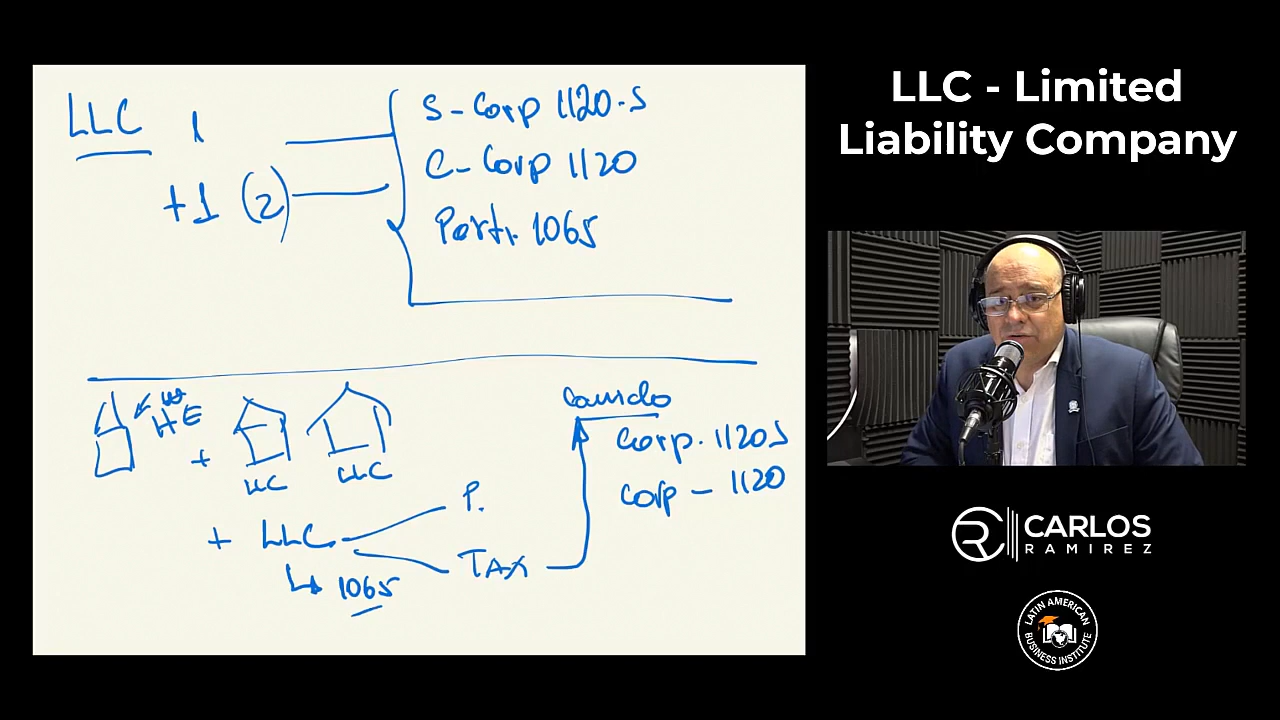 LLC 1
+1 (2)
S-Corp 1120-S
C-Corp 1120
Part. 1065
HE
+
LLC
LLC
+ LLC
P.
TAX
1065
Corp. 1120S
Corp - 1120
LLC - Limited
Liability Company
CARLOS
RAMIREZ
LATIN AMERICAN
BUSINESS INSTITUTE